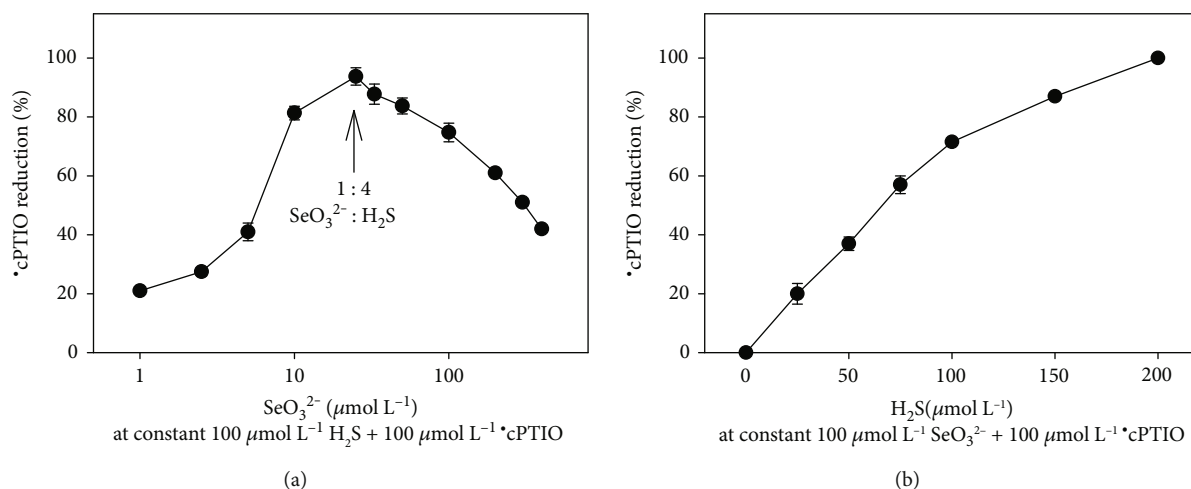 •cPTIO reduction (%)
100
80
60
40
20
0
1 : 4
SeO₃²⁻ : H₂S
1 10 100
SeO₃²⁻ (μmol L⁻¹)
at constant 100 μmol L⁻¹ H₂S + 100 μmol L⁻¹ •cPTIO
(a)
•cPTIO reduction (%)
100
80
60
40
20
0
0 50 100 150 200
H₂S(μmol L⁻¹)
at constant 100 μmol L⁻¹ SeO₃²⁻ + 100 μmol L⁻¹ •cPTIO
(b)